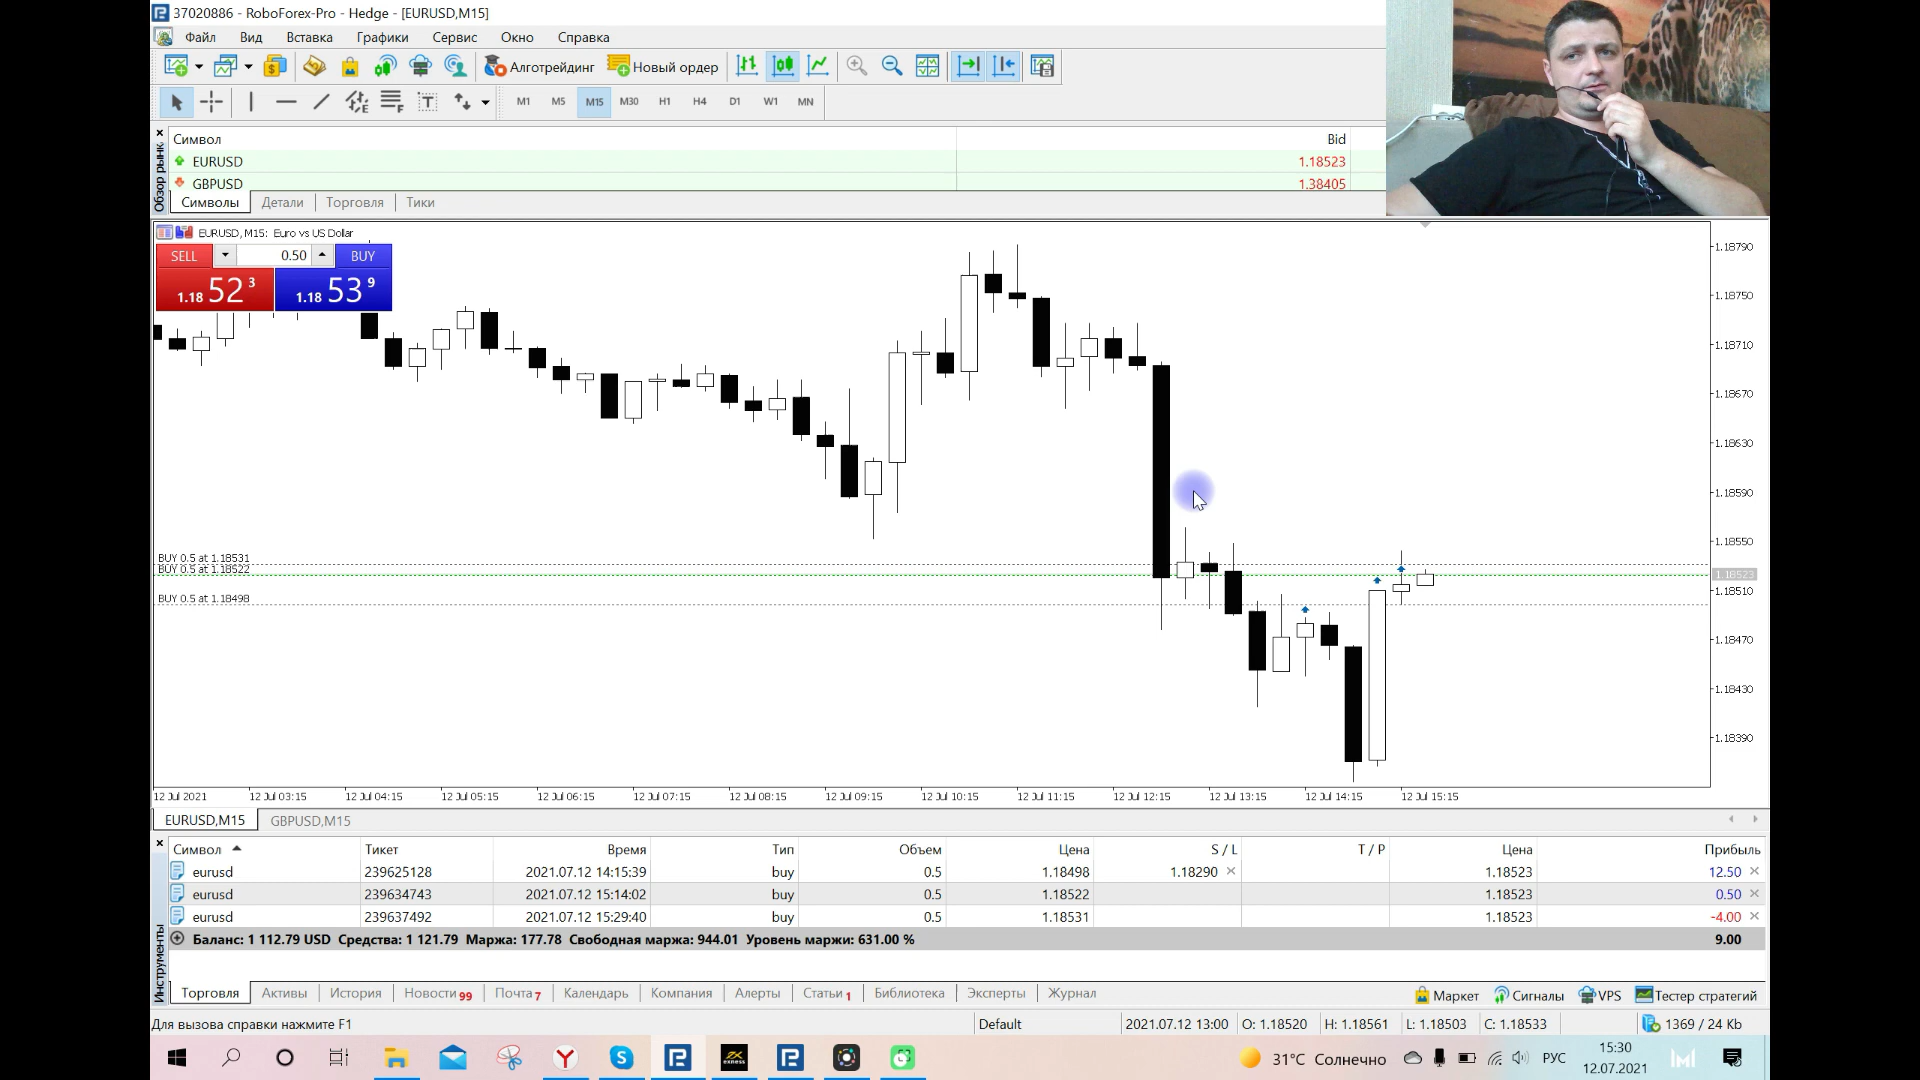 37020886 - RoboForex-Pro - Hedge - [EURUSD,M15]
Файл Вид Вставка Графики Сервис Окно Справка
Алготрейдинг Новый ордер
M1 M5 M15 M30 H1 H4 D1 W1 MN
Обзор рынк
Символ Bid
EURUSD 1.18523
GBPUSD 1.38405
Символы Детали Торговля Тики
EURUSD, M15: Euro vs US Dollar
SELL 0.50 BUY
1.18 52 3 1.18 53 9
1.18790
1.18750
1.18710
1.18670
1.18630
1.18590
1.18550
1.18523
1.18510
1.18470
1.18430
1.18390
BUY 0.5 at 1.18531
BUY 0.5 at 1.18522
BUY 0.5 at 1.18498
12 Jul 2021 12 Jul 03:15 12 Jul 04:15 12 Jul 05:15 12 Jul 06:15 12 Jul 07:15 12 Jul 08:15 12 Jul 09:15 12 Jul 10:15 12 Jul 11:15 12 Jul 12:15 12 Jul 13:15 12 Jul 14:15 12 Jul 15:15
EURUSD,M15 GBPUSD,M15
Инструменты
Символ Тикет Время Тип Объем Цена S / L T / P Цена Прибыль
eurusd 239625128 2021.07.12 14:15:39 buy 0.5 1.18498 1.18290 1.18523 12.50
eurusd 239634743 2021.07.12 15:14:02 buy 0.5 1.18522 1.18523 0.50
eurusd 239637492 2021.07.12 15:29:40 buy 0.5 1.18531 1.18523 -4.00
Баланс: 1 112.79 USD Средства: 1 121.79 Маржа: 177.78 Свободная маржа: 944.01 Уровень маржи: 631.00 % 9.00
Торговля Активы История Новости 99 Почта 7 Календарь Компания Алерты Статьи 1 Библиотека Эксперты Журнал Маркет Сигналы VPS Тестер стратегий
Для вызова справки нажмите F1 Default 2021.07.12 13:00 O: 1.18520 H: 1.18561 L: 1.18503 C: 1.18533 1369 / 24 Kb
31°C Солнечно РУС 15:30
12.07.2021